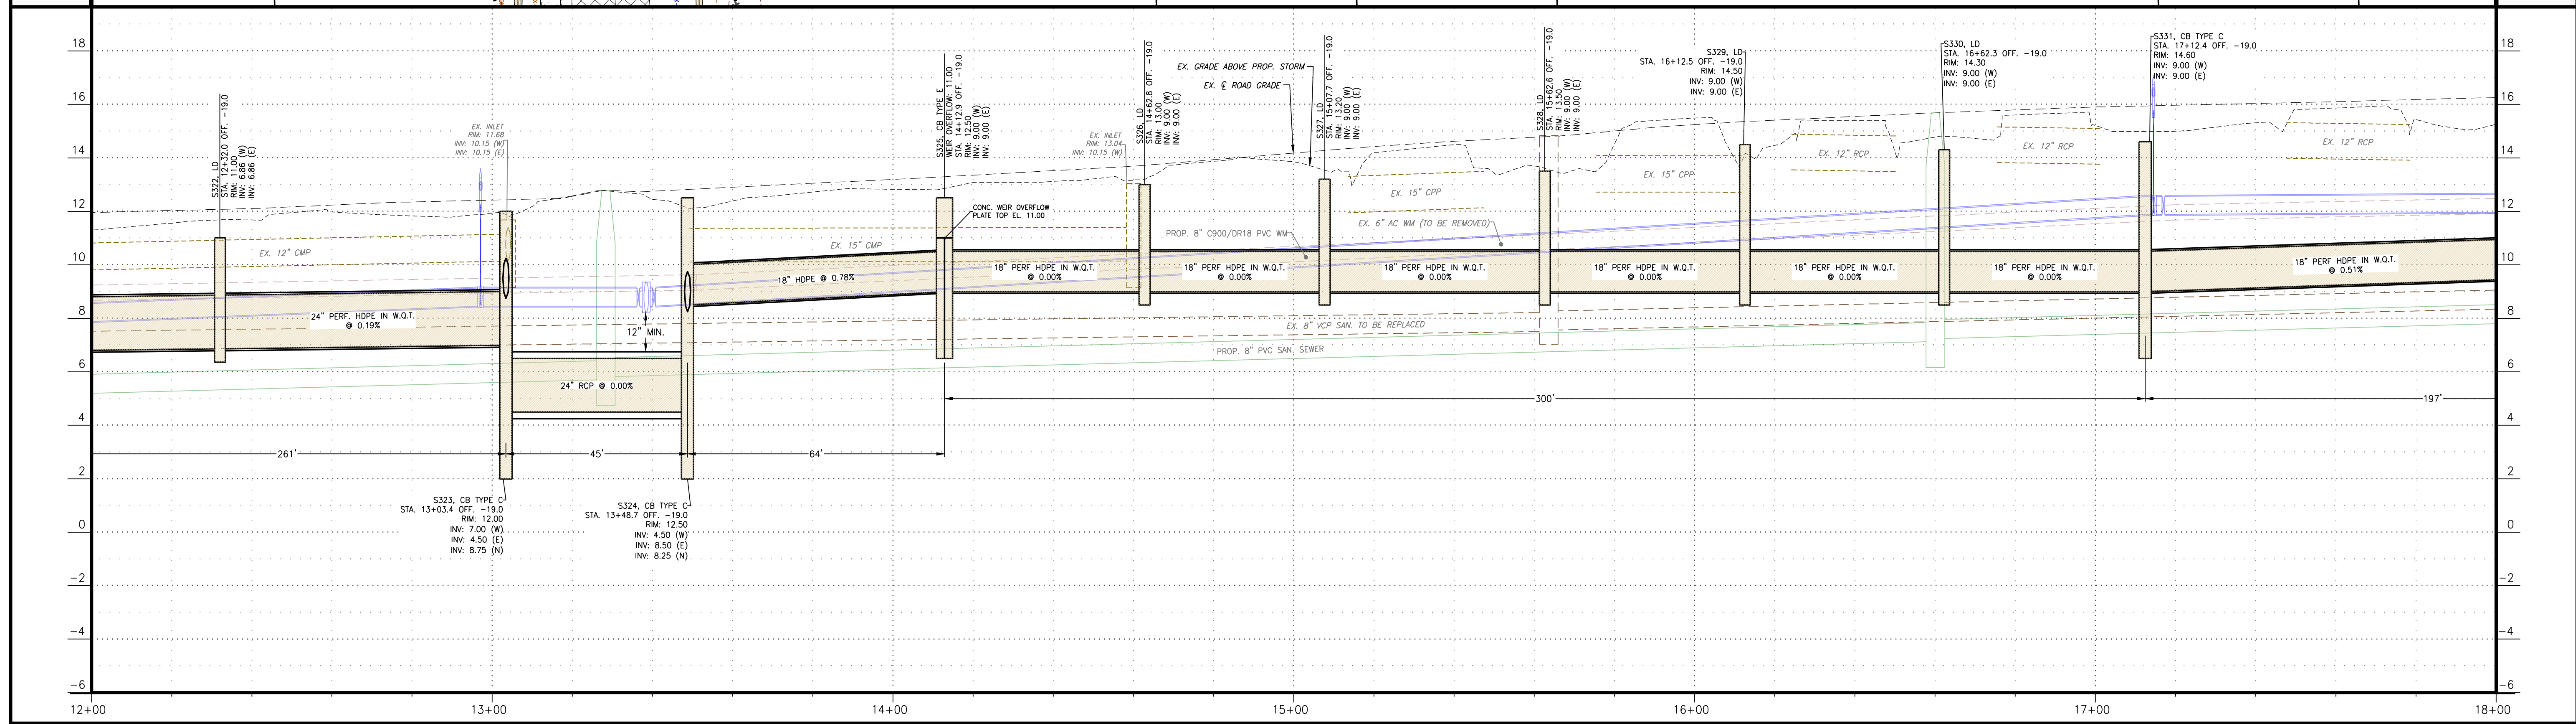 18
16
14
12
10
8
6
4
2
0
-2
-4
-6
S322, LD
STA. 12+32.0 OFF. -19.0
RIM: 11.00
INV: 6.86 (W)
INV: 6.86 (E)
EX. 12" CMP
24" PERF. HDPE IN W.Q.T.
@ 0.19%
EX. INLET
RIM: 11.68
INV: 10.15 (W)
INV: 10.15 (E)
261'
S323, CB TYPE C
STA. 13+03.4 OFF. -19.0
RIM: 12.00
INV: 7.00 (W)
INV: 4.50 (E)
INV: 8.75 (N)
12" MIN.
24" RCP @ 0.00%
45'
S324, CB TYPE C
STA. 13+48.7 OFF. -19.0
RIM: 12.50
INV: 4.50 (W)
INV: 8.50 (E)
INV: 8.25 (N)
EX. 15" CMP
18" HDPE @ 0.78%
64'
S325, CB TYPE E
WEIR OVERFLOW: 11.00
STA. 14+12.9 OFF. -19.0
RIM: 12.50
INV: 9.00 (W)
INV: 9.00 (E)
CONC. WEIR OVERFLOW
PLATE TOP EL. 11.00
18" PERF HDPE IN W.Q.T.
@ 0.00%
EX. INLET
RIM: 13.04
INV: 10.15 (W)
S326, LD
STA. 14+62.8 OFF. -19.0
RIM: 13.00
INV: 9.00 (W)
INV: 9.00 (E)
EX. GRADE ABOVE PROP. STORM
EX. ℄ ROAD GRADE
PROP. 8" C900/DR18 PVC WM
18" PERF HDPE IN W.Q.T.
@ 0.00%
S327, LD
STA. 15+07.7 OFF. -19.0
RIM: 13.20
INV: 9.00 (W)
INV: 9.00 (E)
EX. 15" CPP
EX. 6" AC WM (TO BE REMOVED)
18" PERF HDPE IN W.Q.T.
@ 0.00%
EX. 8" VCP SAN. TO BE REPLACED
PROP. 8" PVC SAN. SEWER
S328, LD
STA. 15+62.6 OFF. -19.0
RIM: 13.50
INV: 9.00 (W)
INV: 9.00 (E)
EX. 15" CPP
18" PERF HDPE IN W.Q.T.
@ 0.00%
300'
S329, LD
STA. 16+12.5 OFF. -19.0
RIM: 14.50
INV: 9.00 (W)
INV: 9.00 (E)
EX. 12" RCP
18" PERF HDPE IN W.Q.T.
@ 0.00%
S330, LD
STA. 16+62.3 OFF. -19.0
RIM: 14.30
INV: 9.00 (W)
INV: 9.00 (E)
EX. 12" RCP
18" PERF HDPE IN W.Q.T.
@ 0.00%
S331, CB TYPE C
STA. 17+12.4 OFF. -19.0
RIM: 14.60
INV: 9.00 (W)
INV: 9.00 (E)
EX. 12" RCP
18" PERF HDPE IN W.Q.T.
@ 0.51%
197'
18
16
14
12
10
8
6
4
2
0
-2
-4
-6
12+00
13+00
14+00
15+00
16+00
17+00
18+00